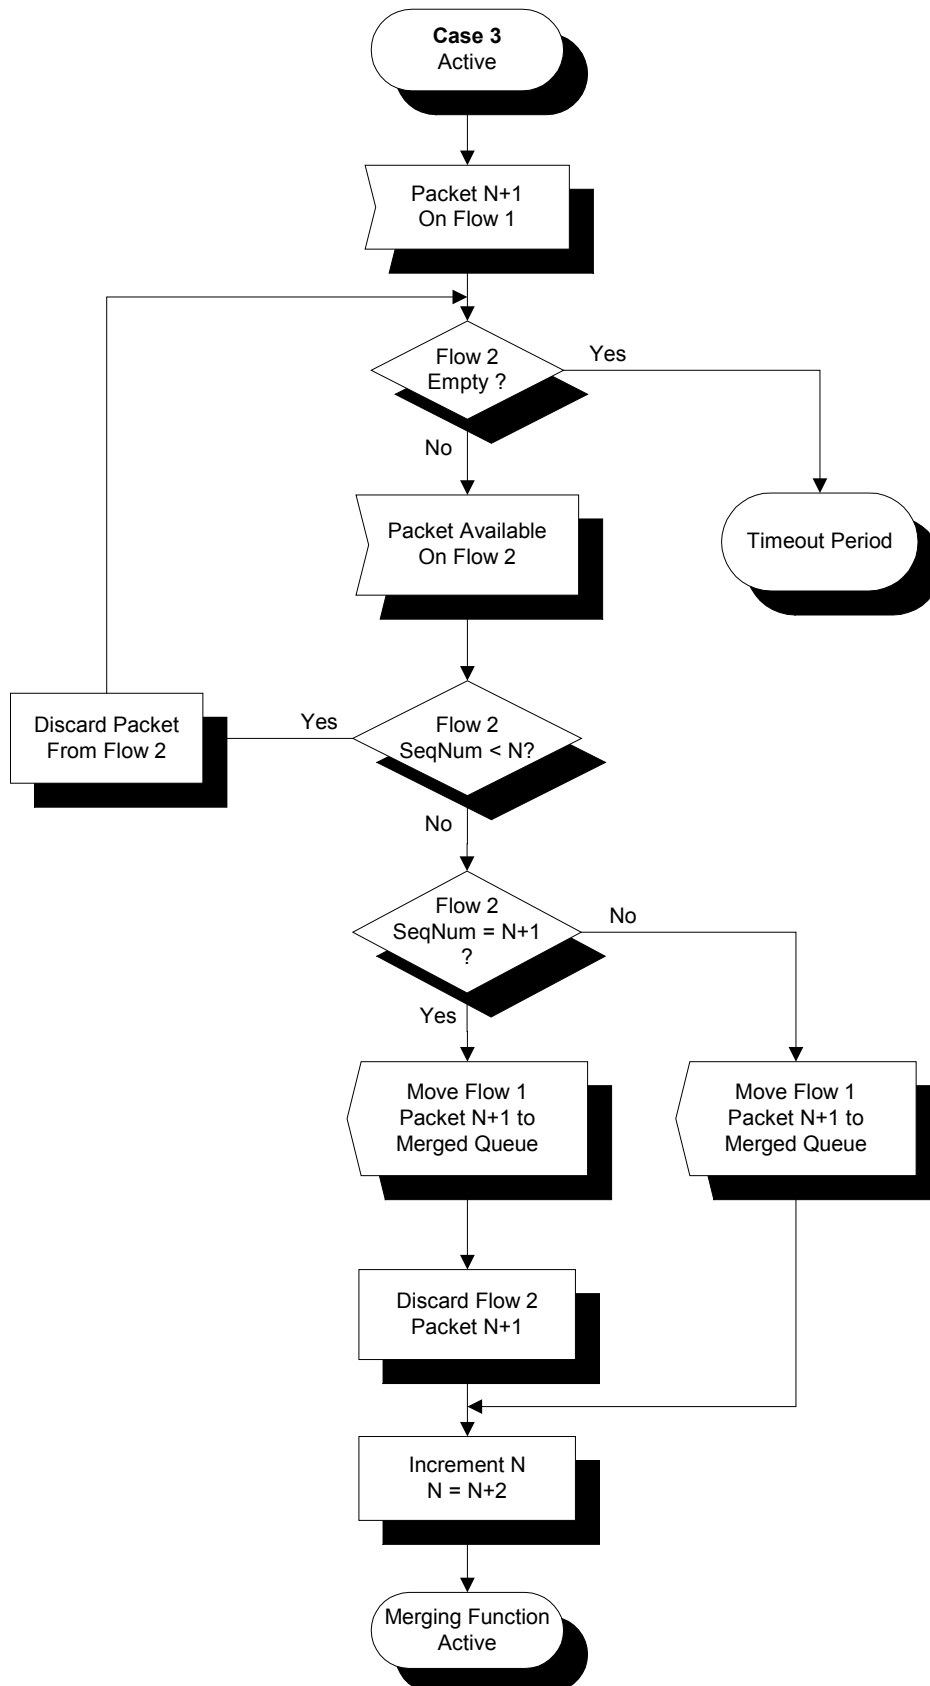 Case 3
Active
Packet N+1
On Flow 1
Flow 2
Empty ?
Yes
No
Packet Available
On Flow 2
Timeout Period
Discard Packet
From Flow 2
Yes
Flow 2
SeqNum < N?
No
Flow 2
SeqNum = N+1
?
No
Yes
Move Flow 1
Packet N+1 to
Merged Queue
Move Flow 1
Packet N+1 to
Merged Queue
Discard Flow 2
Packet N+1
Increment N
N = N+2
Merging Function
Active